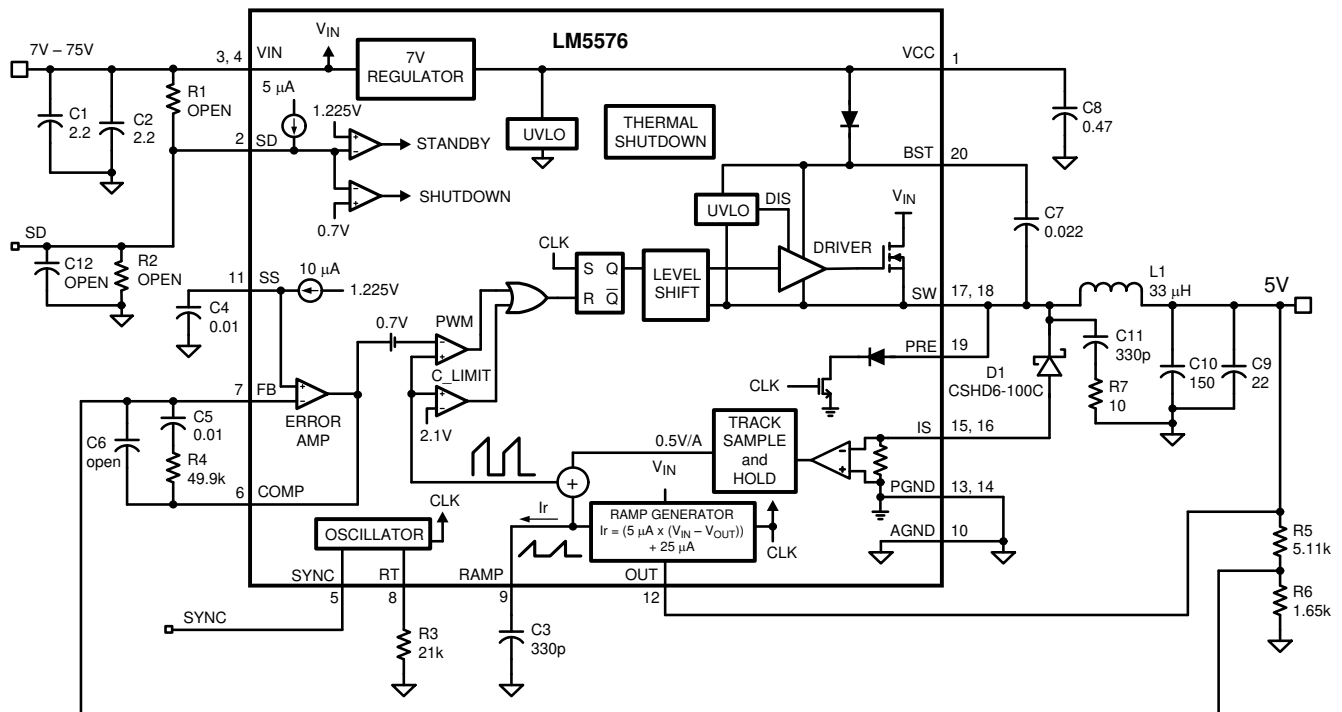 LM5576
7V – 75V
3, 4
VIN
V_IN
7V
REGULATOR
VCC
1
C1
2.2
C2
2.2
R1
OPEN
5 µA
1.225V
2
SD
STANDBY
SHUTDOWN
0.7V
UVLO
THERMAL
SHUTDOWN
C8
0.47
BST
20
UVLO
DIS
V_IN
DRIVER
C7
0.022
SD
C12
OPEN
R2
OPEN
11
SS
10 µA
1.225V
C4
0.01
CLK
S
Q
R
Q̅
LEVEL
SHIFT
SW
17, 18
L1
33 µH
5V
0.7V
PWM
C_LIMIT
2.1V
PRE
19
CLK
D1
CSHD6-100C
C11
330p
R7
10
C10
150
C9
22
7
FB
ERROR
AMP
C5
0.01
C6
open
R4
49.9k
6
COMP
0.5V/A
V_IN
TRACK
SAMPLE
and
HOLD
IS
15, 16
+
PGND
13, 14
AGND
10
CLK
OSCILLATOR
Ir
RAMP GENERATOR
Ir = (5 µA x (V_IN – V_OUT))
+ 25 µA
CLK
R5
5.11k
R6
1.65k
SYNC
5
RT
8
RAMP
9
OUT
12
SYNC
R3
21k
C3
330p